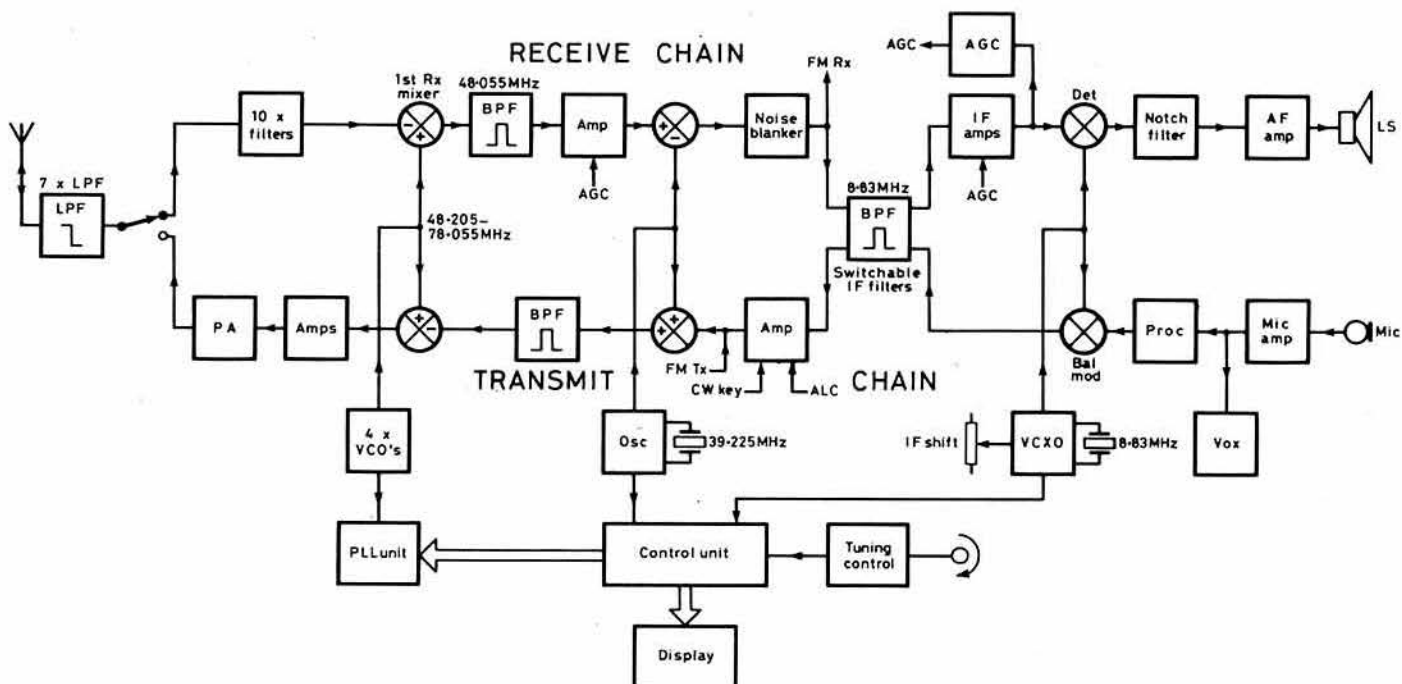 RECEIVE CHAIN
AGC
AGC
FM Rx
1st Rx
mixer
48·055MHz
10 x
filters
BPF
Amp
AGC
Noise
blanker
IF
amps
AGC
Det
Notch
filter
AF
amp
LS
7 x LPF
LPF
48·205–
78·055MHz
8·83MHz
BPF
Switchable
IF filters
PA
Amps
BPF
Amp
FM Tx
CW key
ALC
Bal
mod
Proc
Mic
amp
Mic
TRANSMIT CHAIN
4 x
VCO's
Osc
39·225MHz
IF shift
VCXO
8·83MHz
Vox
PLL unit
Control unit
Tuning
control
Display